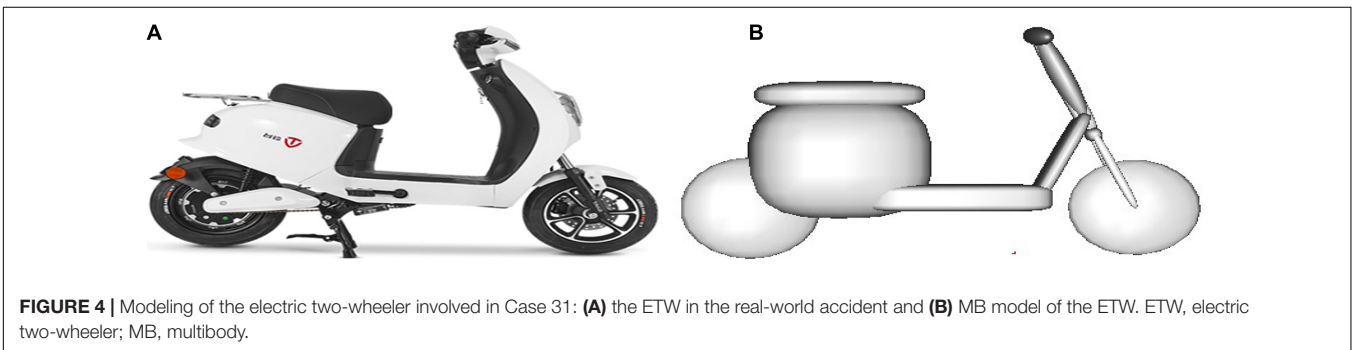 A
B
FIGURE 4 | Modeling of the electric two-wheeler involved in Case 31: (A) the ETW in the real-world accident and (B) MB model of the ETW. ETW, electric
two-wheeler; MB, multibody.